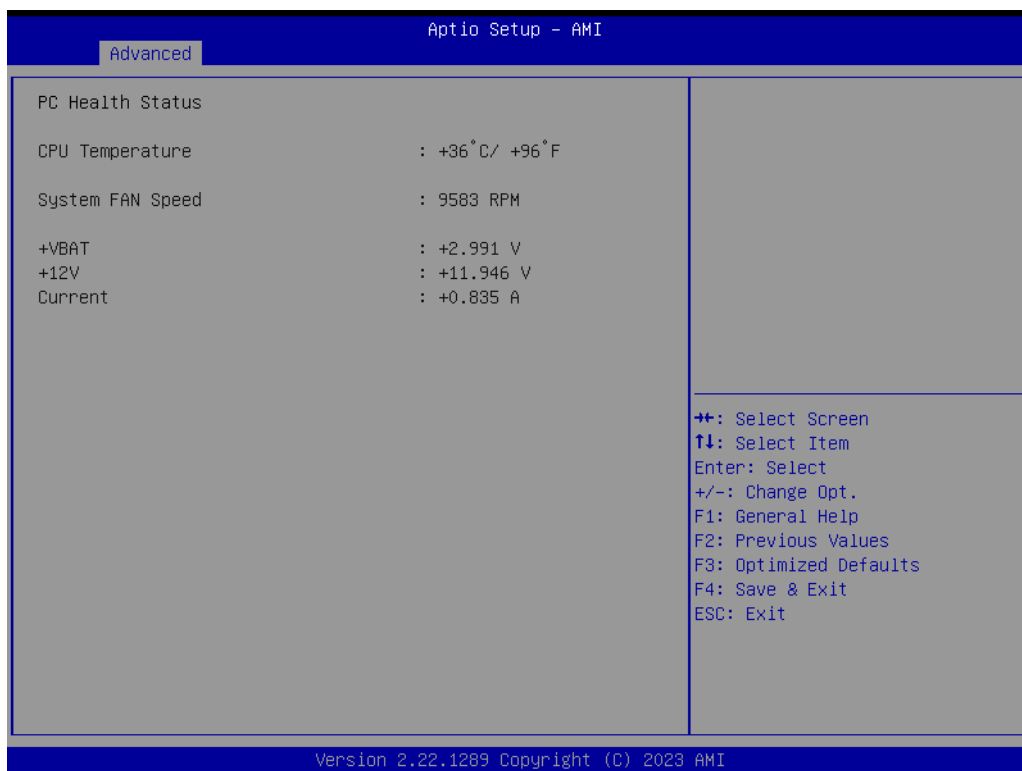 Aptio Setup – AMI
Advanced
PC Health Status
CPU Temperature : +36°C/ +96°F
System FAN Speed : 9583 RPM
+VBAT : +2.991 V
+12V : +11.946 V
Current : +0.835 A
→←: Select Screen
↑↓: Select Item
Enter: Select
+/-: Change Opt.
F1: General Help
F2: Previous Values
F3: Optimized Defaults
F4: Save & Exit
ESC: Exit
Version 2.22.1289 Copyright (C) 2023 AMI